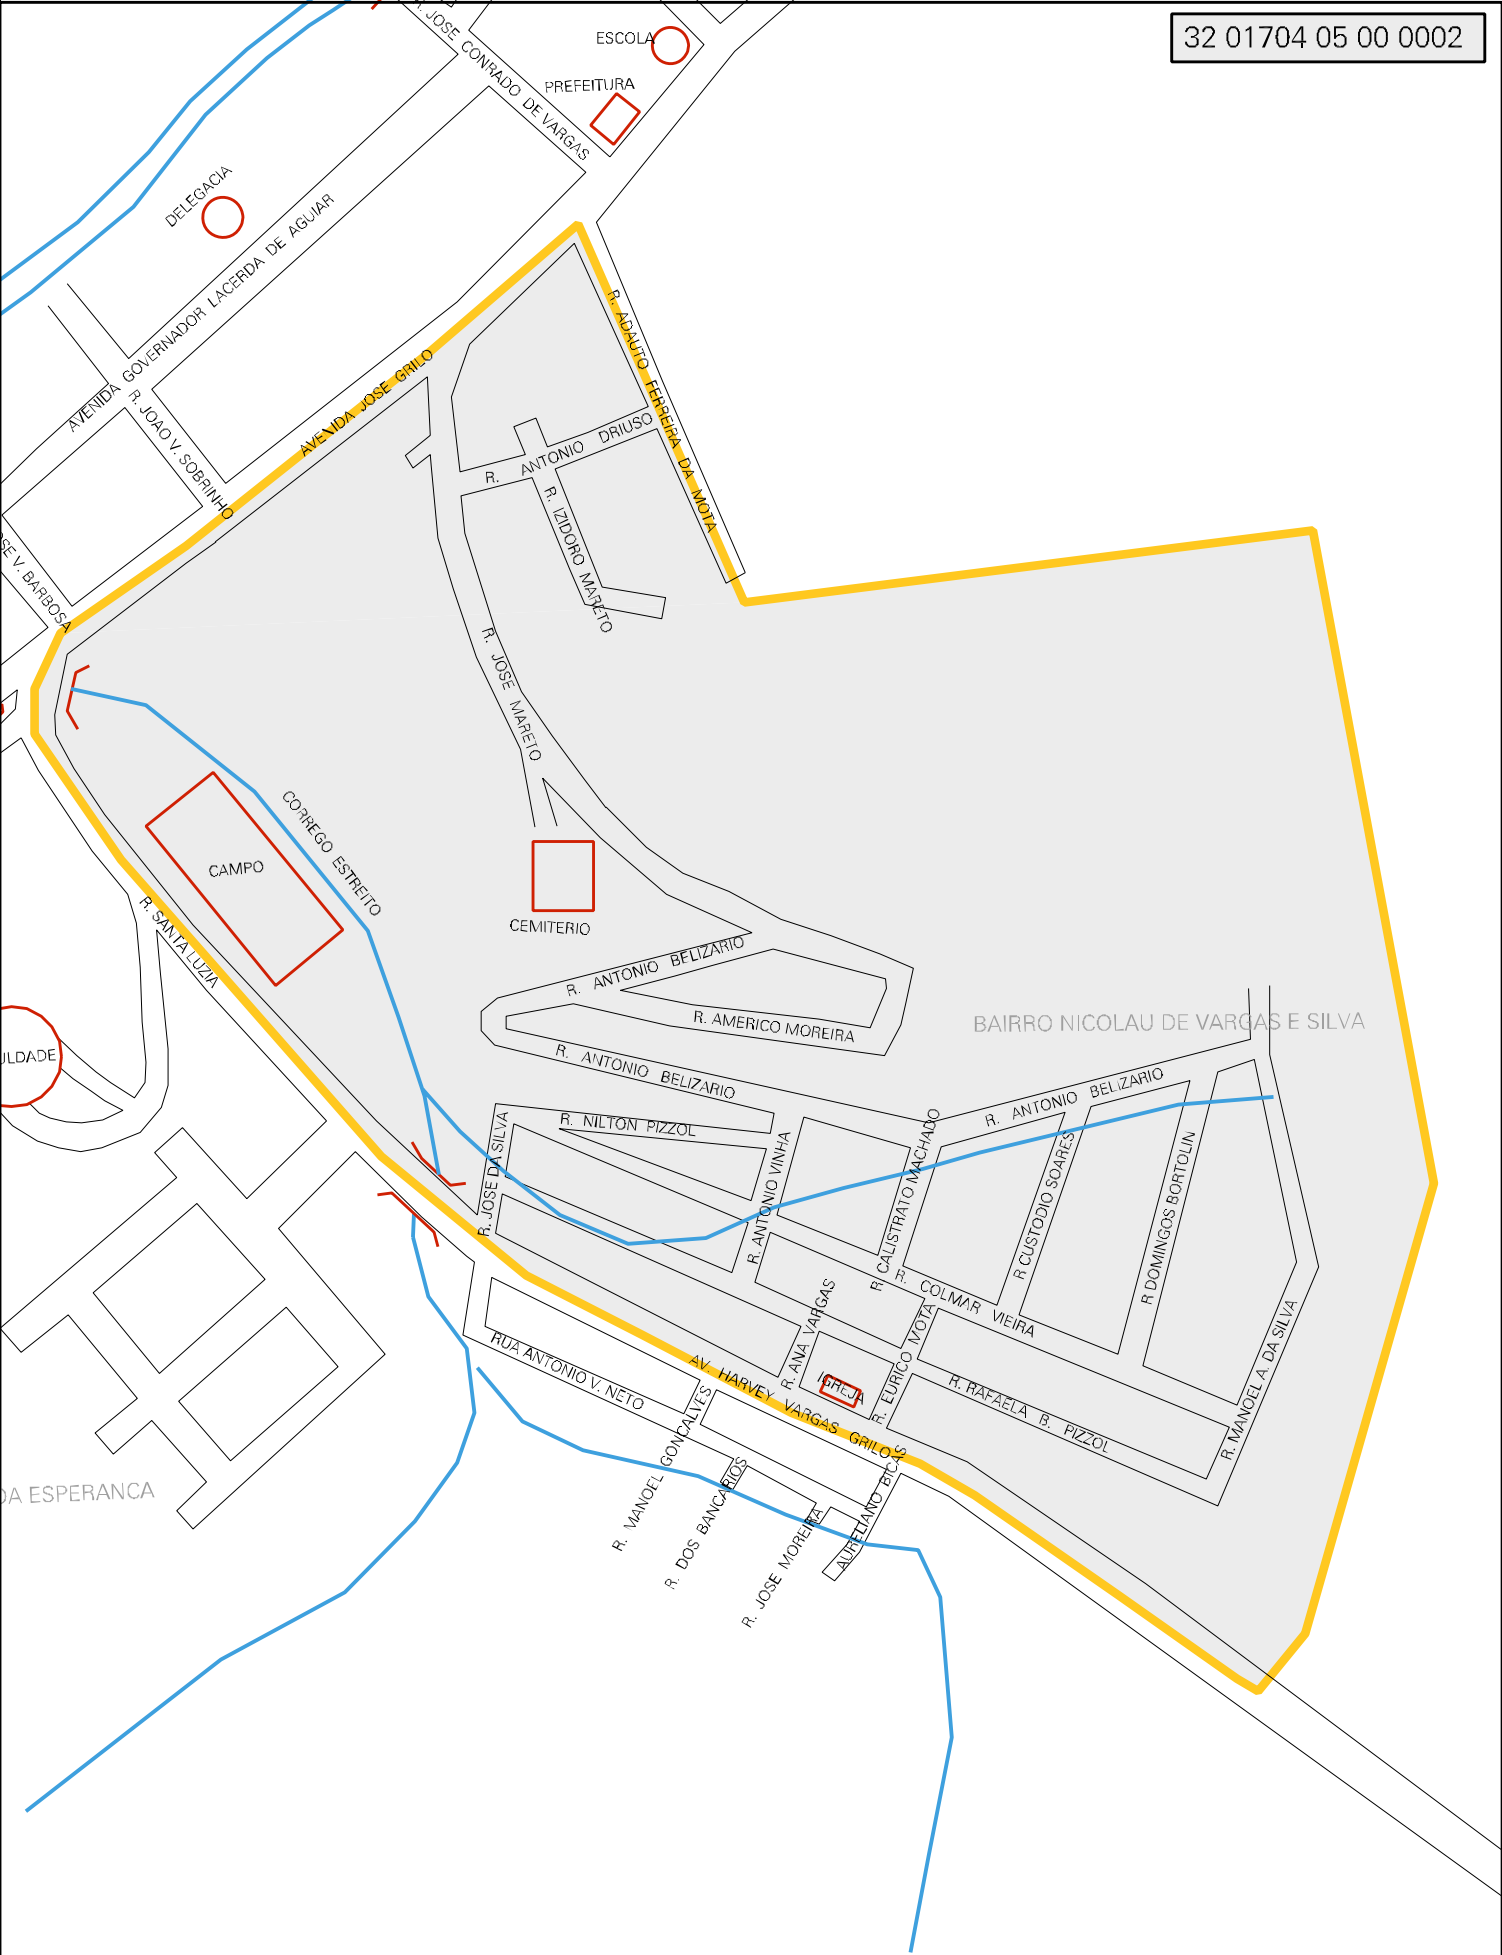 32 01704 05 00 0002
R. JOSE CONRADO DE VARGAS
ESCOLA
PREFEITURA
DELEGACIA
AVENIDA GOVERNADOR LACERDA DE AGUIAR
R. JOAO V. SOBRINHO
AVENIDA JOSE GRILO
R. ADAUTO FERREIRA DA MOTA
R. ANTONIO DRIUSO
R. IZIDORO MARETO
V. BARBOSA
R. JOSE MARETO
CORREGO ESTREITO
CAMPO
CEMITERIO
R. SANTA LUZIA
R. ANTONIO BELIZARIO
R. AMERICO MOREIRA
BAIRRO NICOLAU DE VARGAS E SILVA
ULDADE
R. ANTONIO BELIZARIO
R. ANTONIO BELIZARIO
R. NILTON PIZZOL
R. JOSE DA SILVA
R. ANTONIO VINHA
R. CALISTRATO MACHADO
R CUSTODIO SOARES
R DOMINGOS BORTOLIN
R. COLMAR VIEIRA
R. ANA VARGAS
R. EURICO MOTA
R. MANOEL A. DA SILVA
RUA ANTONIO V. NETO
AV. HARVEY VARGAS GRILO
IGREJA
R. RAFAELA B. PIZZOL
R. MANOEL GONCALVES
R. DOS BANCARIOS
R. JOSE MOREIRA
AURELIANO BICAS
DA ESPERANCA